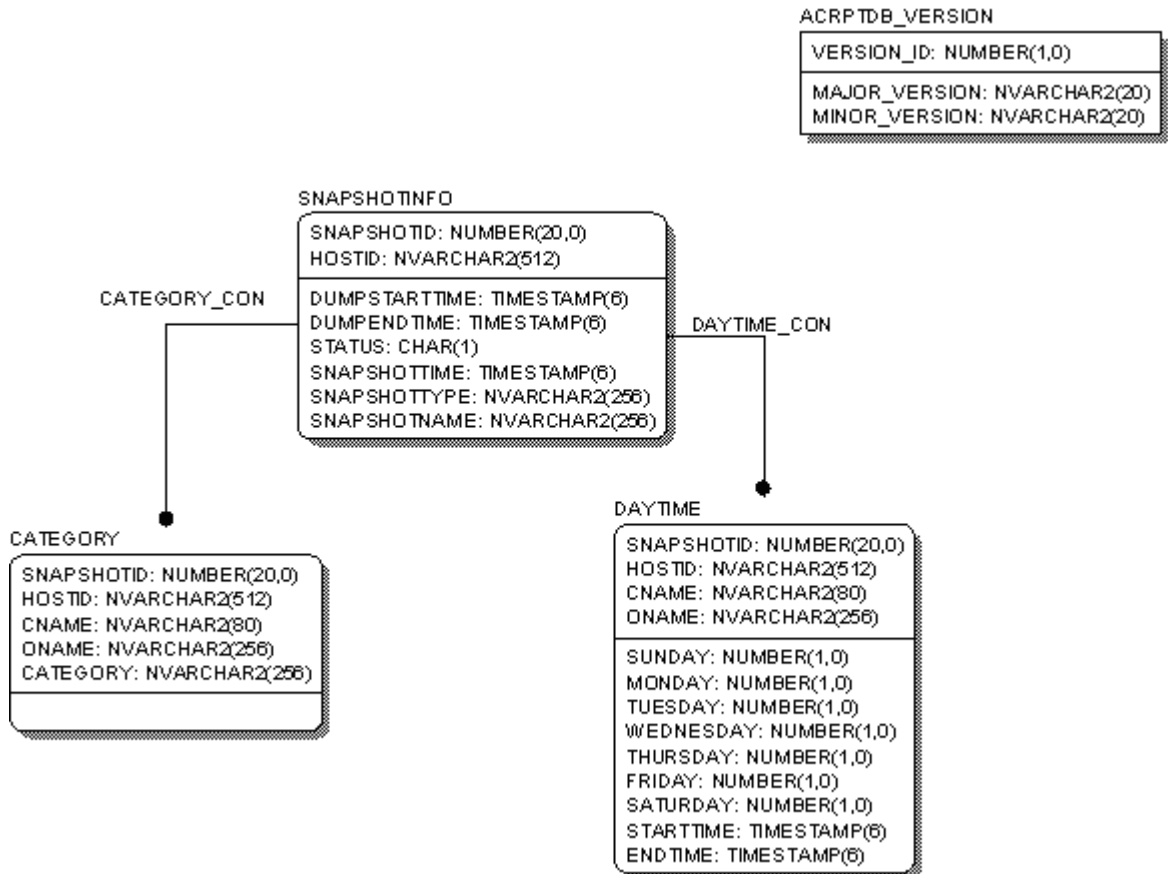 ACRPTDB_VERSION
VERSION_ID: NUMBER(1,0)
MAJOR_VERSION: NVARCHAR2(20)
MINOR_VERSION: NVARCHAR2(20)
SNAPSHOTINFO
SNAPSHOTID: NUMBER(20,0)
HOSTID: NVARCHAR2(512)
DUMPSTARTTIME: TIMESTAMP(6)
DUMPENDTIME: TIMESTAMP(6)
STATUS: CHAR(1)
SNAPSHOTTIME: TIMESTAMP(6)
SNAPSHOTTYPE: NVARCHAR2(256)
SNAPSHOTNAME: NVARCHAR2(256)
CATEGORY_CON
DAYTIME_CON
CATEGORY
SNAPSHOTID: NUMBER(20,0)
HOSTID: NVARCHAR2(512)
CNAME: NVARCHAR2(80)
ONAME: NVARCHAR2(256)
CATEGORY: NVARCHAR2(256)
DAYTIME
SNAPSHOTID: NUMBER(20,0)
HOSTID: NVARCHAR2(512)
CNAME: NVARCHAR2(80)
ONAME: NVARCHAR2(256)
SUNDAY: NUMBER(1,0)
MONDAY: NUMBER(1,0)
TUESDAY: NUMBER(1,0)
WEDNESDAY: NUMBER(1,0)
THURSDAY: NUMBER(1,0)
FRIDAY: NUMBER(1,0)
SATURDAY: NUMBER(1,0)
STARTTIME: TIMESTAMP(6)
ENDTIME: TIMESTAMP(6)